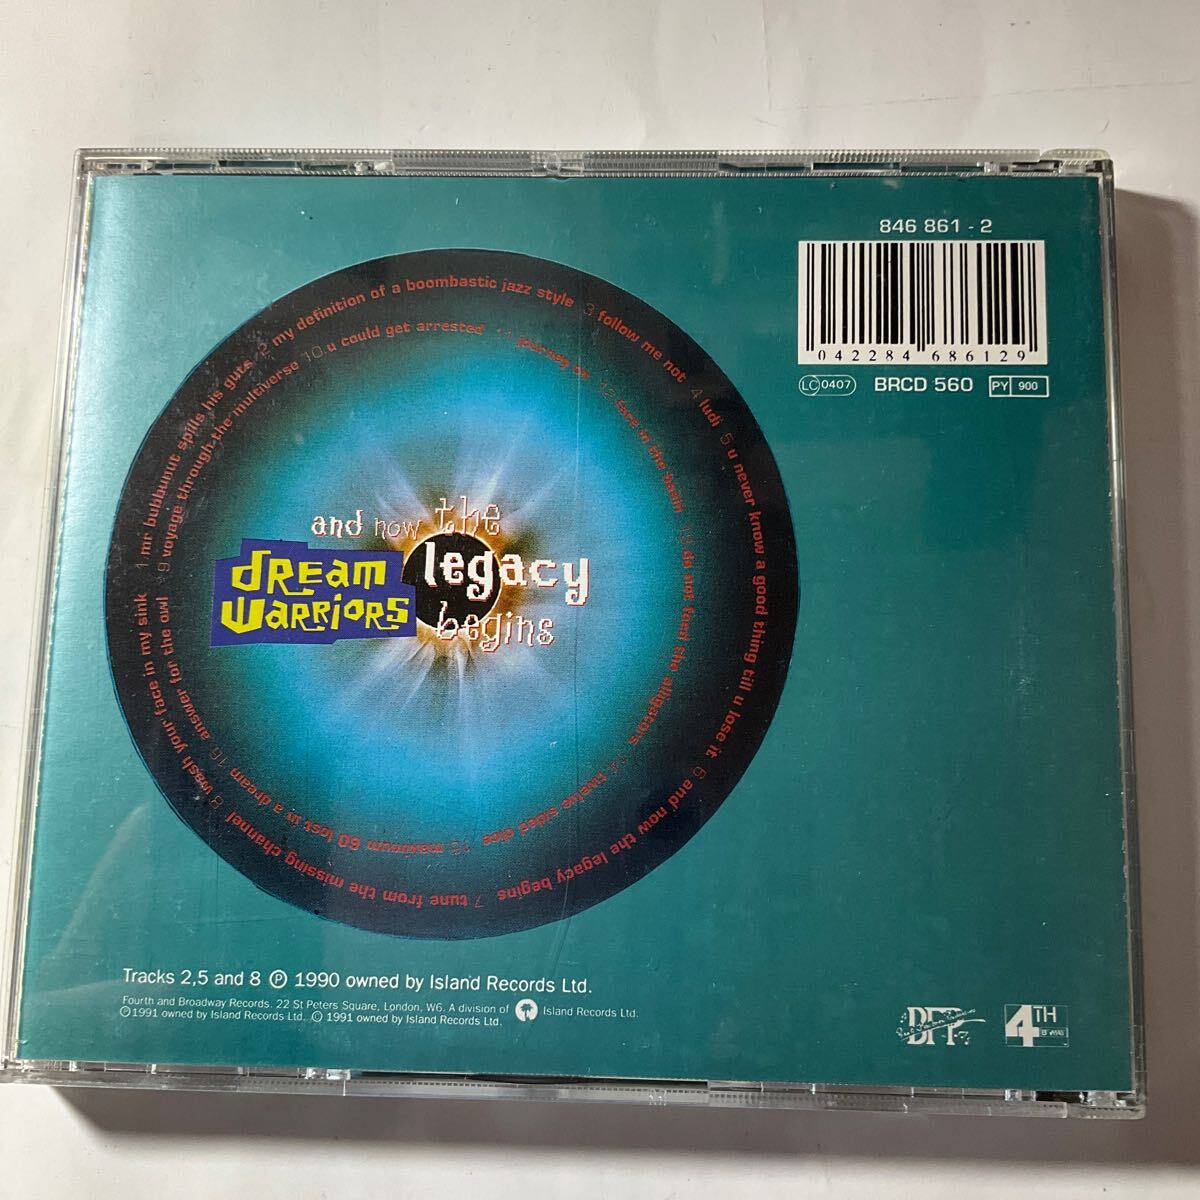 846 861 - 2
042284 686129
LC 0407
BRCD 560
PY 900
1. mr bubbunut spills his guts. 2 my definition of a boombastic jazz style 3 follow me not 4 ludi 5 u never know a good thing till u lose it 6 and now the legacy begins 7 tune from the missing channel 8 wash your face in my sink
9 voyage through the multiverse 10 u could get arrested 11 journey on 12 face in the basin 13 do not feed the alligators 14 twelve sided dice 15 maximum 60 lost in a dream 16 answer for the owl
and now the
legacy
begins
dREam
waRRioRS
Tracks 2,5 and 8 ℗ 1990 owned by Island Records Ltd.
Fourth and Broadway Records. 22 St Peters Square, London, W6. A division of Island Records Ltd.
℗1991 owned by Island Records Ltd. © 1991 owned by Island Records Ltd.
4TH
B'WAY